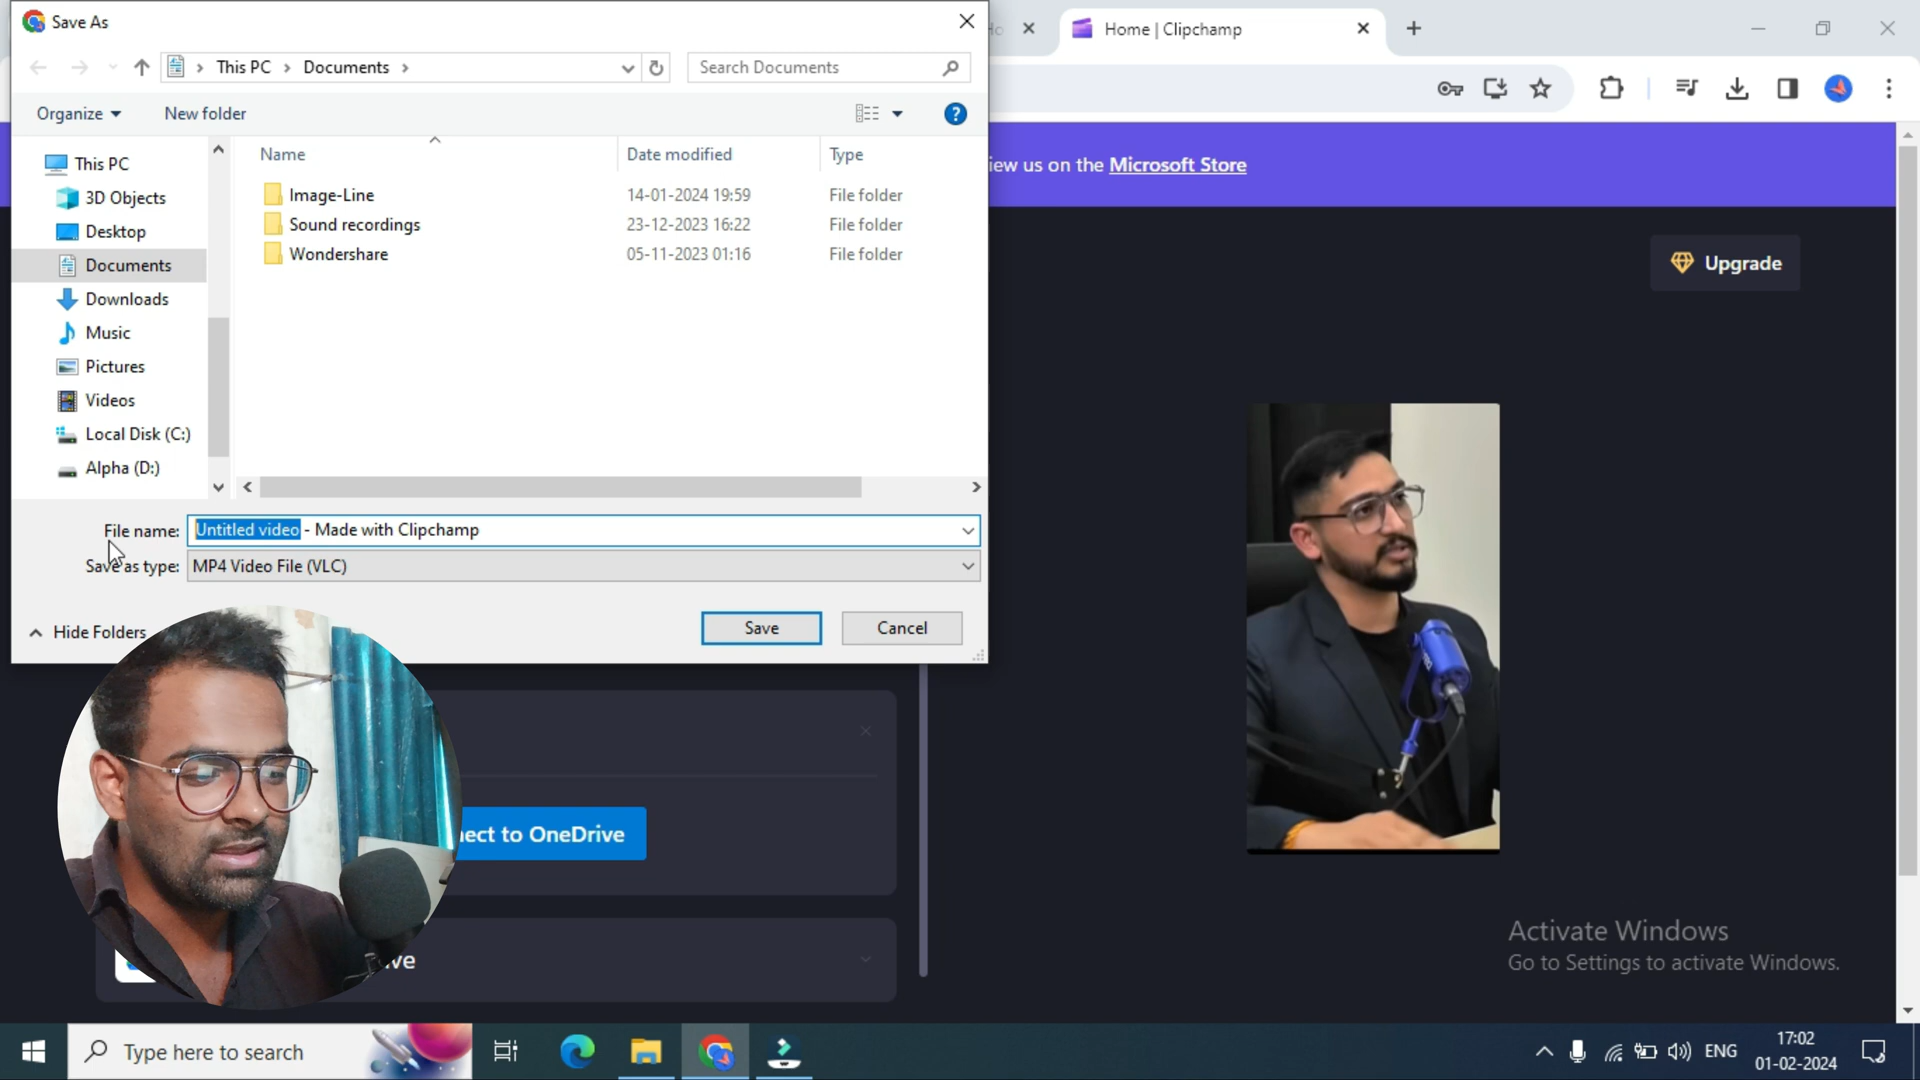 Save As
Home | Clipchamp
This PC > Documents >
Search Documents
Organize
New folder
?
Name
Date modified
Type
This PC
3D Objects
Desktop
Documents
Downloads
Music
Pictures
Videos
Local Disk (C:)
Alpha (D:)
Image-Line 14-01-2024 19:59 File folder
Sound recordings 23-12-2023 16:22 File folder
Wondershare 05-11-2023 01:16 File folder
iew us on the Microsoft Store
Upgrade
File name: Untitled video - Made with Clipchamp
Save as type: MP4 Video File (VLC)
Hide Folders
Save
Cancel
nect to OneDrive
ive
Activate Windows
Go to Settings to activate Windows.
Type here to search
ENG
17:02
01-02-2024